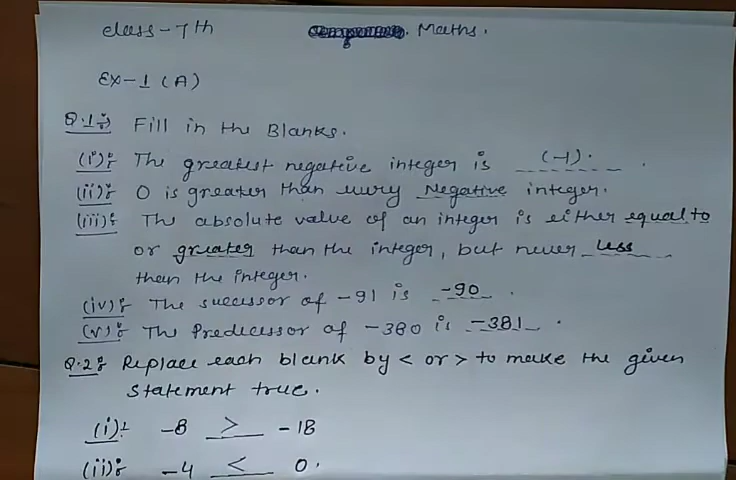 class-7th Maths.
Ex-1 (A)
Q.1 Fill in the Blanks.
(i) The greatest negative integer is (-1).
(ii) 0 is greater than every Negative integer.
(iii) The absolute value of an integer is either equal to
or greater than the integer, but never less
than the integer.
(iv) The successor of -91 is -90.
(v) The Predecessor of -380 is -381.
Q.2 Replace each blank by < or > to make the given
statement true.
(i) -8 > -18
(ii) -4 < 0.